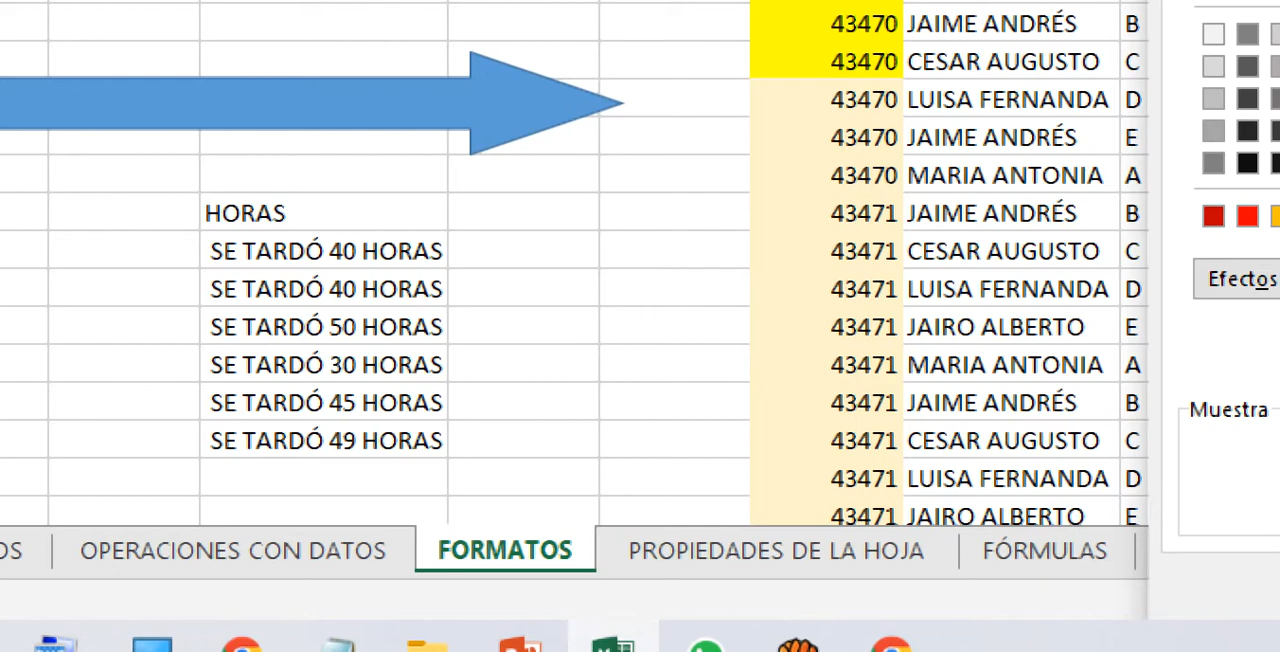 43470 JAIME ANDRÉS B
43470 CESAR AUGUSTO C
43470 LUISA FERNANDA D
43470 JAIME ANDRÉS E
43470 MARIA ANTONIA A
HORAS 43471 JAIME ANDRÉS B
SE TARDÓ 40 HORAS 43471 CESAR AUGUSTO C
SE TARDÓ 40 HORAS 43471 LUISA FERNANDA D
SE TARDÓ 50 HORAS 43471 JAIRO ALBERTO E
SE TARDÓ 30 HORAS 43471 MARIA ANTONIA A
SE TARDÓ 45 HORAS 43471 JAIME ANDRÉS B
SE TARDÓ 49 HORAS 43471 CESAR AUGUSTO C
43471 LUISA FERNANDA D
43471 JAIRO ALBERTO E
Efectos
Muestra
OS OPERACIONES CON DATOS FORMATOS PROPIEDADES DE LA HOJA FÓRMULAS